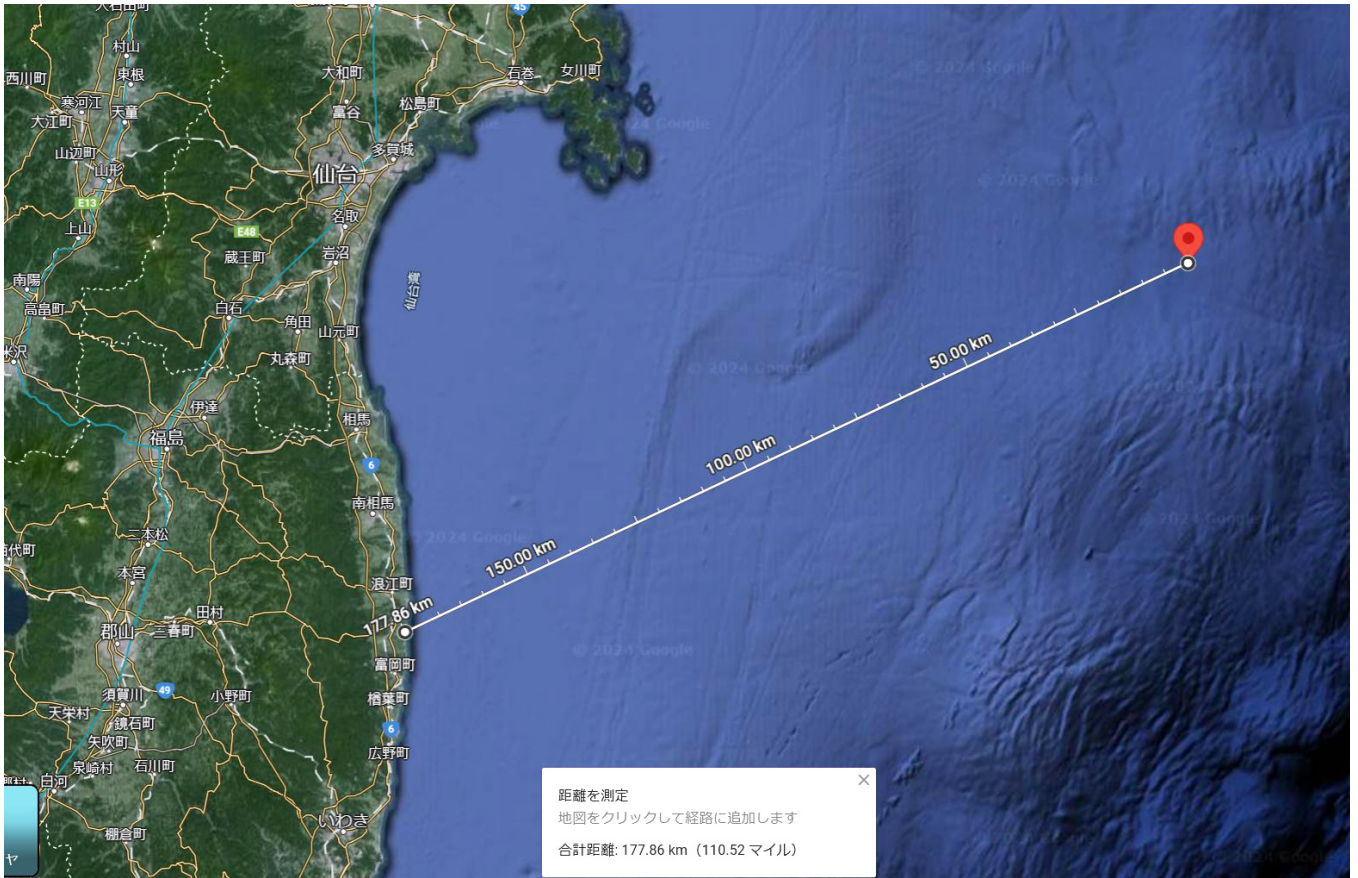 45
村山
西川町
東根
大和町
石巻
女川町
寒河江
天童
大江町
富谷
松島町
© 2024 Google
山辺町
山形
多賀城
仙台
E13
上山
名取
E48
蔵王町
岩沼
南陽
高畠町
白石
仙台湾
角田
山元町
米沢
丸森町
50.00 km
© 2024 Google
伊達
相馬
福島
6
100.00 km
南相馬
二本松
© 2024 Google
150.00 km
本宮
浪江町
田村
177.86 km
郡山
三春町
© 2024 Google
富岡町
須賀川
49
小野町
楢葉町
天栄村
鏡石町
6
矢吹町
広野町
泉崎村
石川町
白河
いわき
棚倉町
ヤ
距離を測定
地図をクリックして経路に追加します
合計距離: 177.86 km（110.52 マイル）